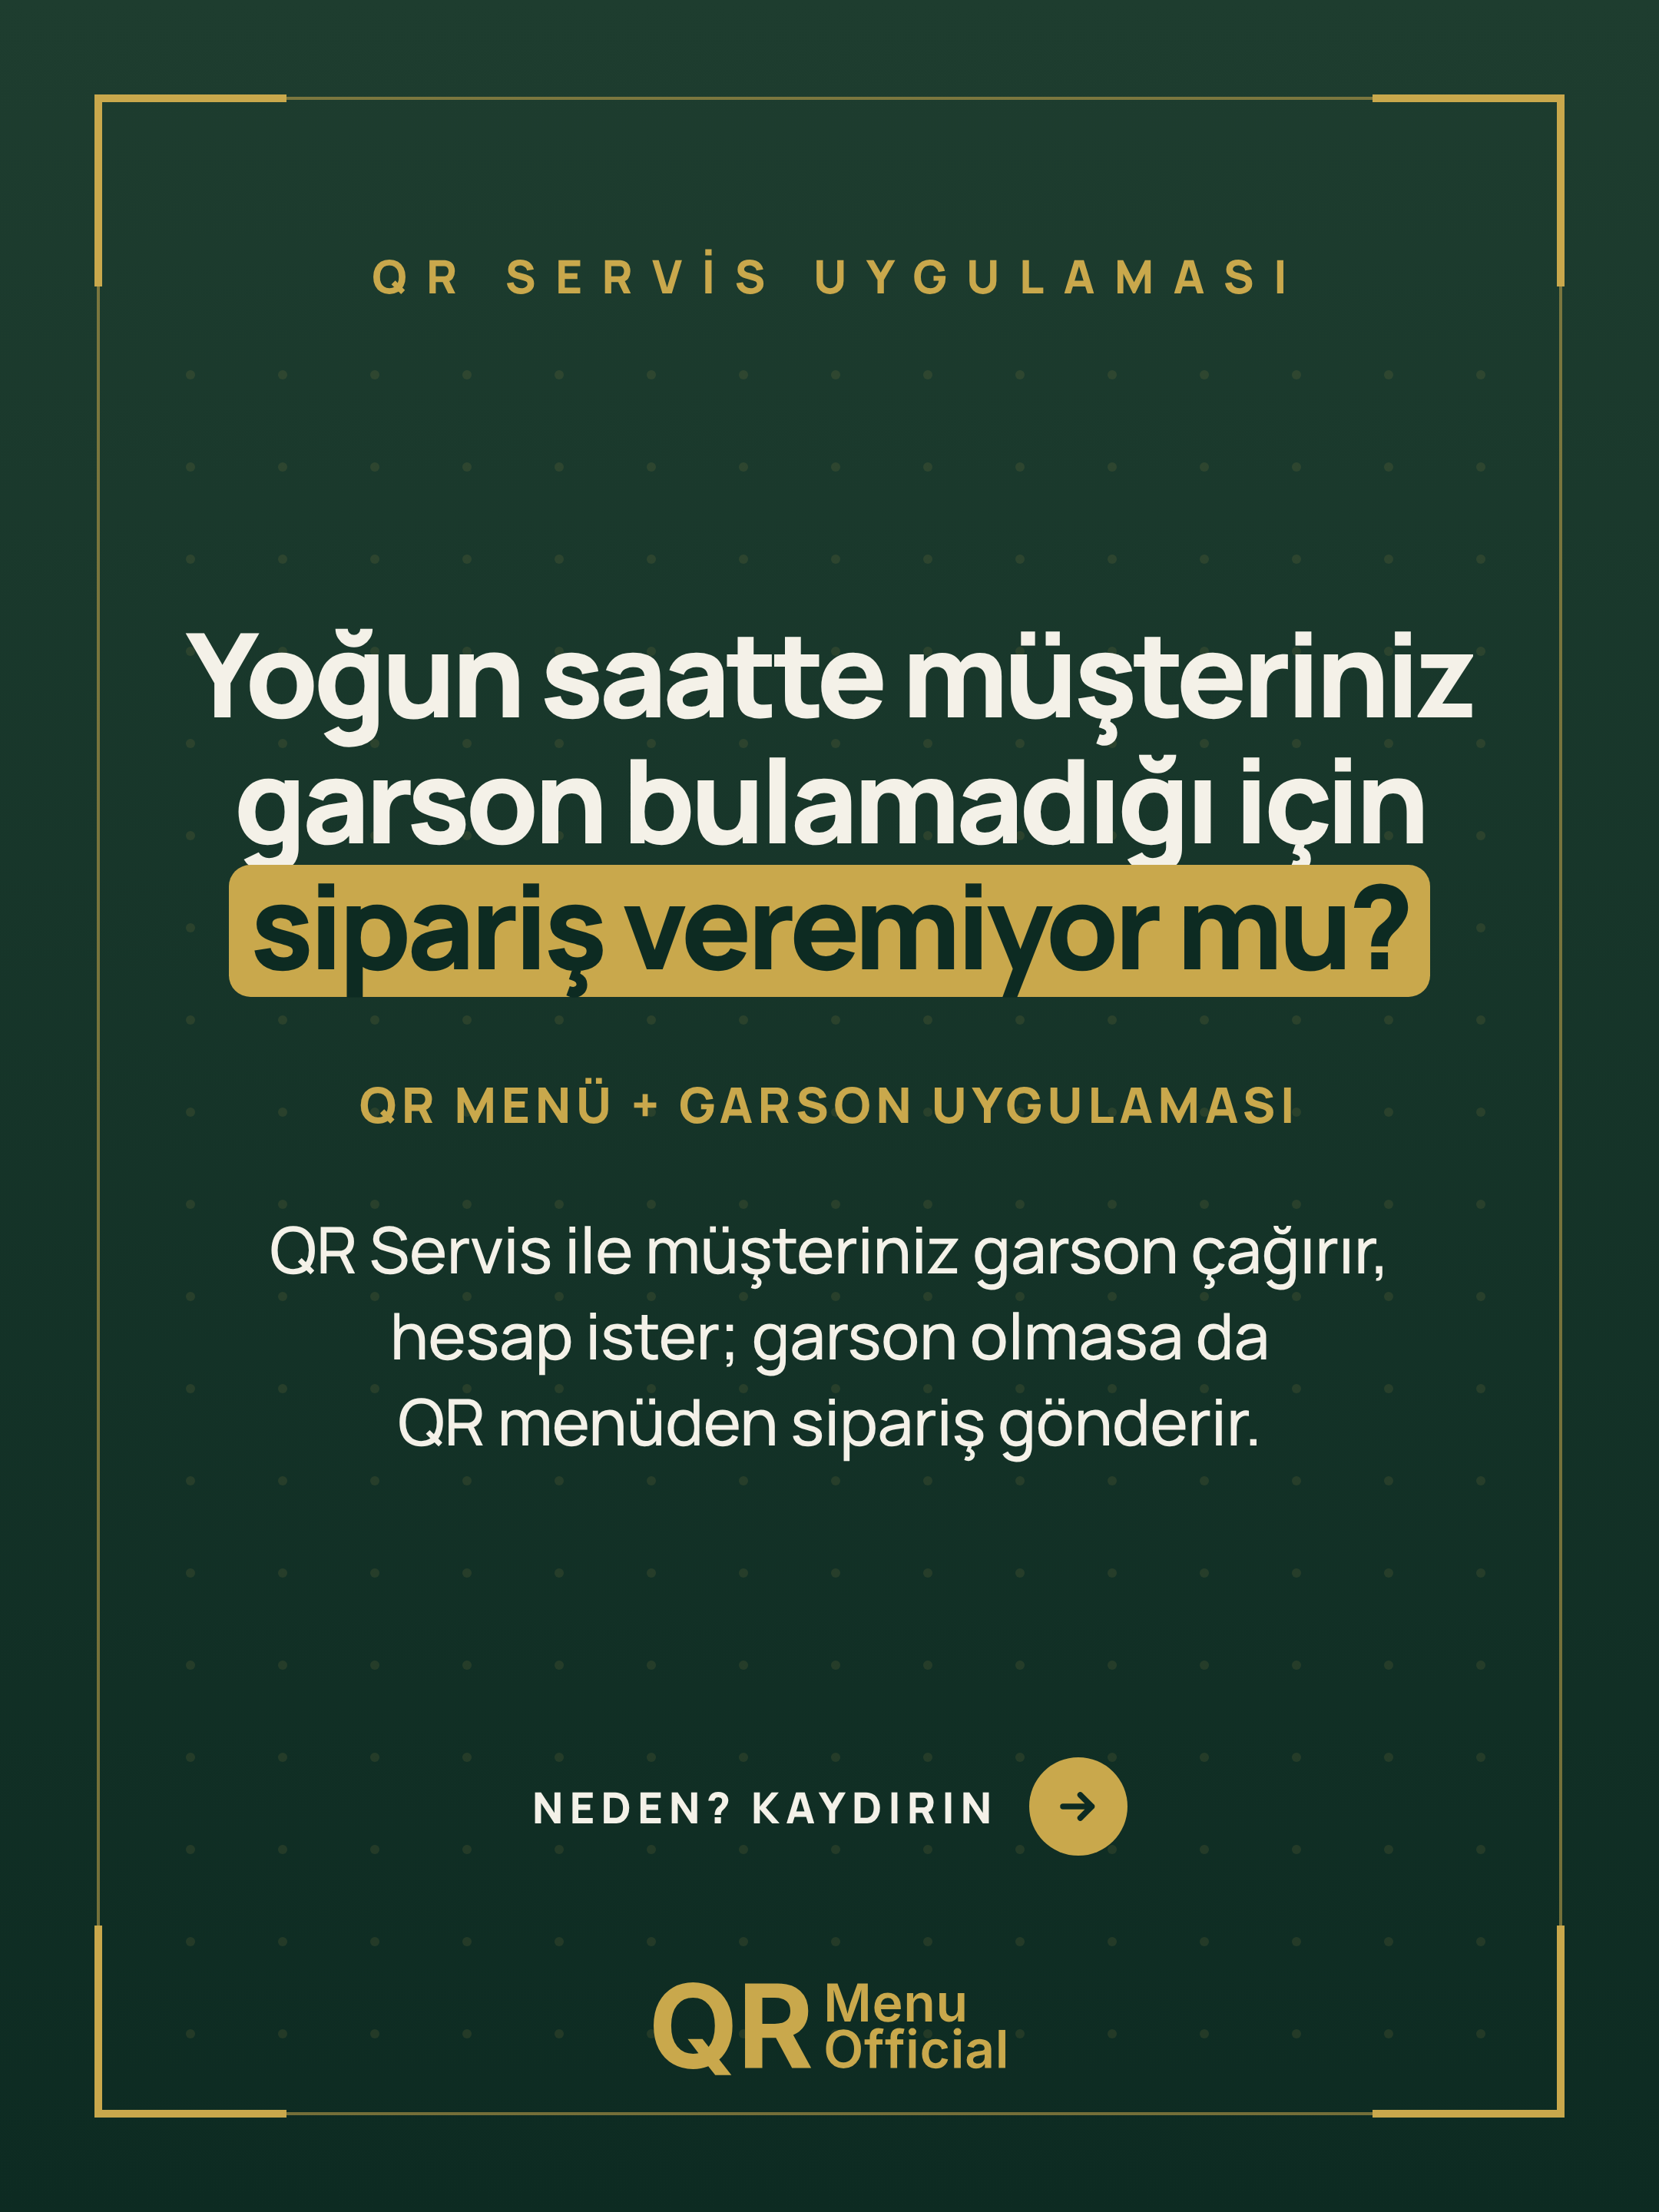 QR SERVİS UYGULAMASI
Yoğun saatte müşteriniz
garson bulamadığı için
sipariş veremiyor mu?
QR MENÜ + GARSON UYGULAMASI
QR Servis ile müşteriniz garson çağırır,
hesap ister; garson olmasa da
QR menüden sipariş gönderir.
NEDEN? KAYDIRIN
QR Menu
Official